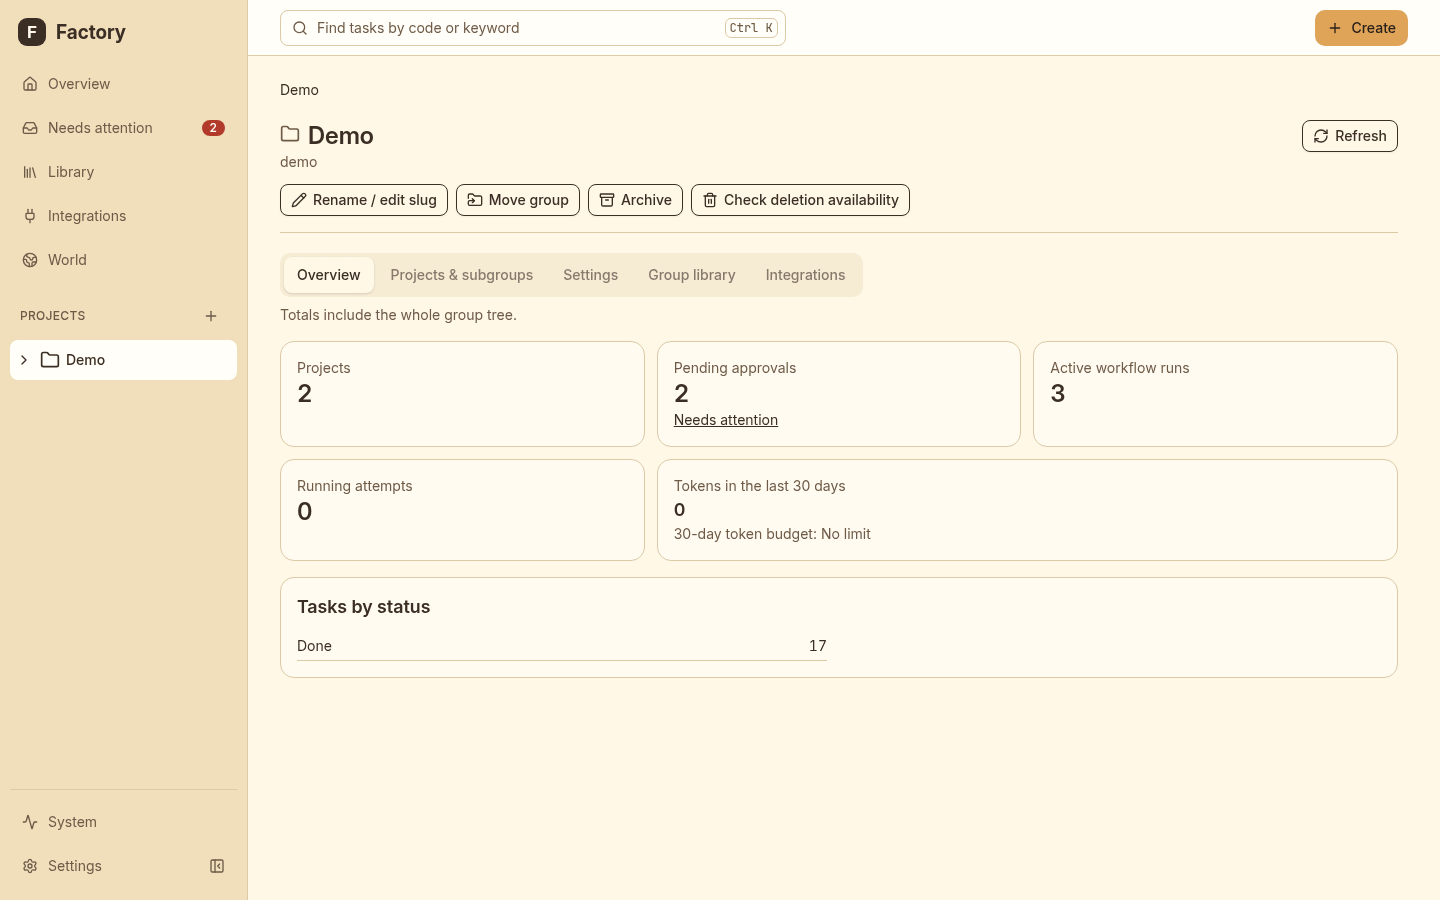 F Factory
Find tasks by code or keyword
Ctrl K
Create
Overview
Needs attention 2
Library
Integrations
World
PROJECTS
Demo
System
Settings
Demo
Demo
demo
Refresh
Rename / edit slug
Move group
Archive
Check deletion availability
Overview
Projects & subgroups
Settings
Group library
Integrations
Totals include the whole group tree.
Projects
2
Pending approvals
2
Needs attention
Active workflow runs
3
Running attempts
0
Tokens in the last 30 days
0
30-day token budget: No limit
Tasks by status
Done 17